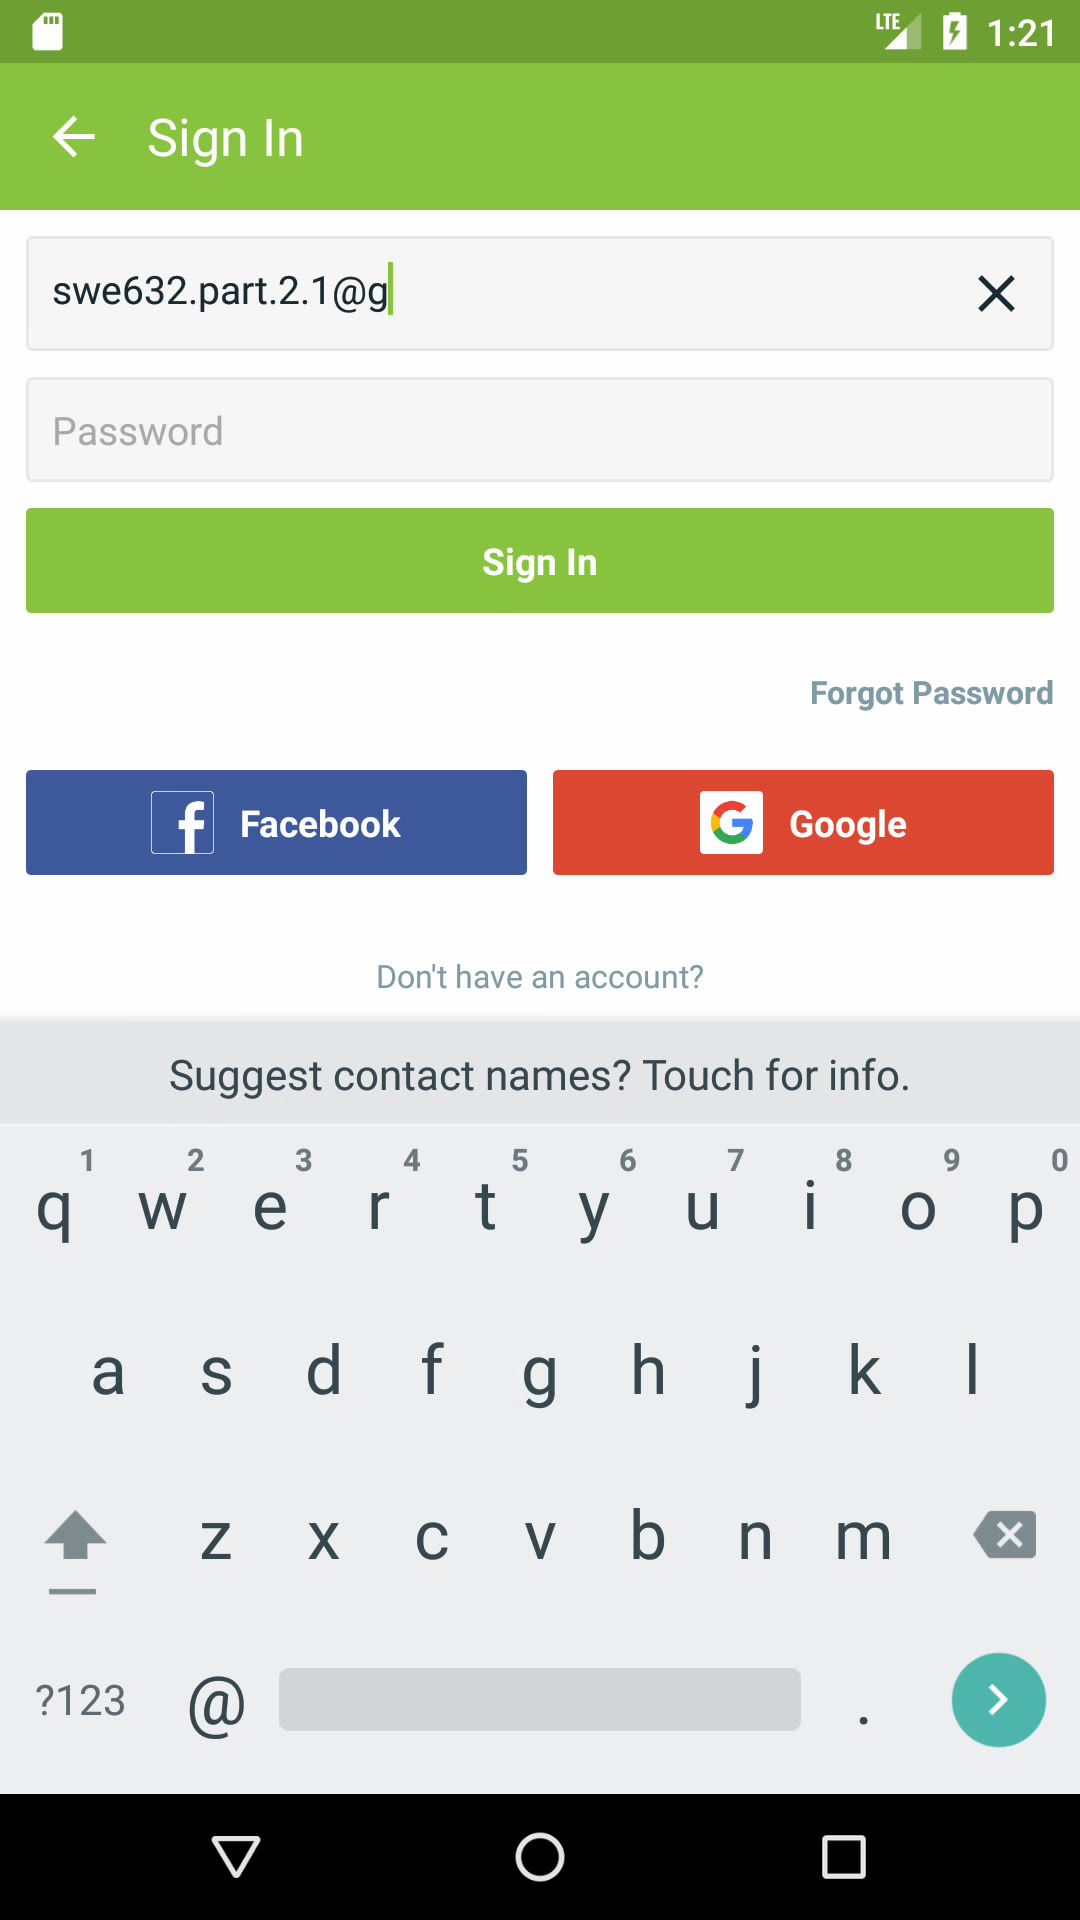 LTE 1:21
Sign In
swe632.part.2.1@g
Password
Sign In
Forgot Password
Facebook Google
Don't have an account?
Suggest contact names? Touch for info.
1 2 3 4 5 6 7 8 9 0
q w e r t y u i o p
a s d f g h j k l
z x c v b n m
?123 @ .